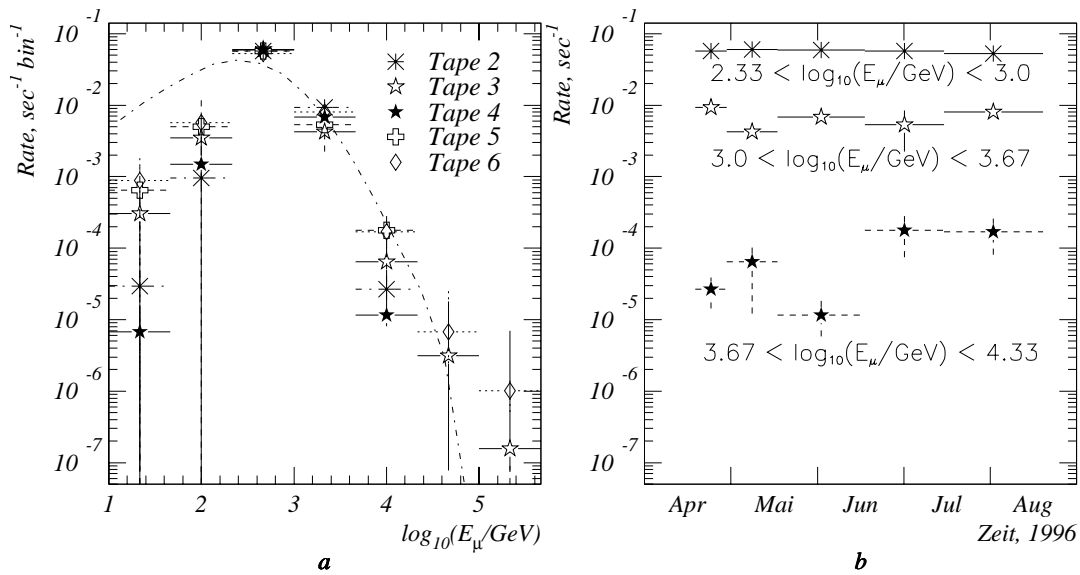 Rate, sec⁻¹ bin⁻¹
10⁻¹
10⁻²
10⁻³
10⁻⁴
10⁻⁵
10⁻⁶
10⁻⁷
Tape 2
Tape 3
Tape 4
Tape 5
Tape 6
1 2 3 4 5
log₁₀(E_μ/GeV)
a
Rate, sec⁻¹
10⁻¹
10⁻²
10⁻³
10⁻⁴
10⁻⁵
10⁻⁶
10⁻⁷
2.33 < log₁₀(E_μ/GeV) < 3.0
3.0 < log₁₀(E_μ/GeV) < 3.67
3.67 < log₁₀(E_μ/GeV) < 4.33
Apr Mai Jun Jul Aug
Zeit, 1996
b